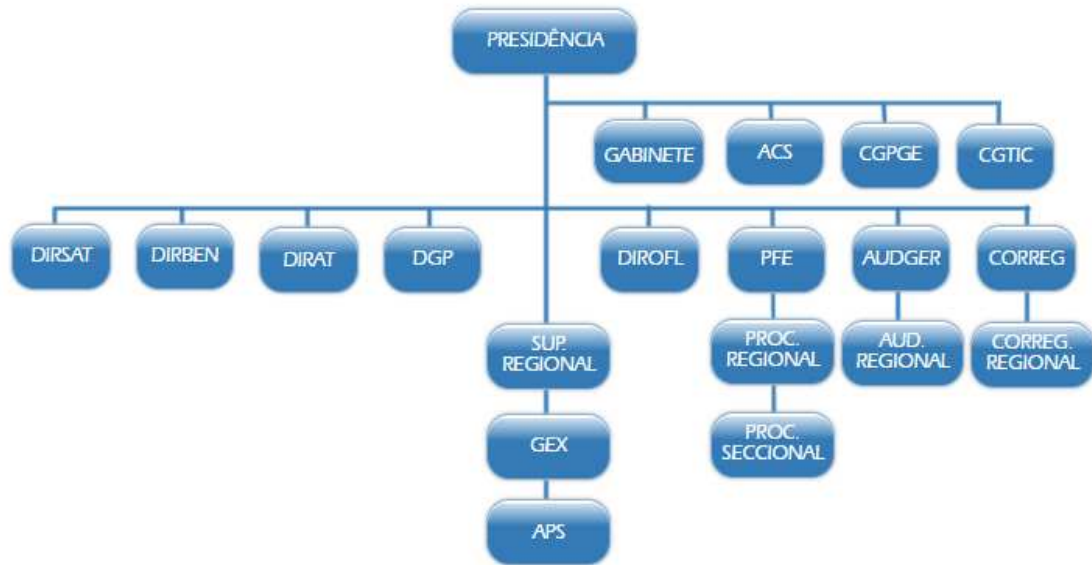 PRESIDÊNCIA
GABINETE
ACS
CGPGE
CGTIC
DIRSAT
DIRBEN
DIRAT
DGP
DIROFL
PFE
AUDGER
CORREG
SUP.
REGIONAL
PROC.
REGIONAL
AUD.
REGIONAL
CORREG.
REGIONAL
GEX
PROC.
SECCIONAL
APS